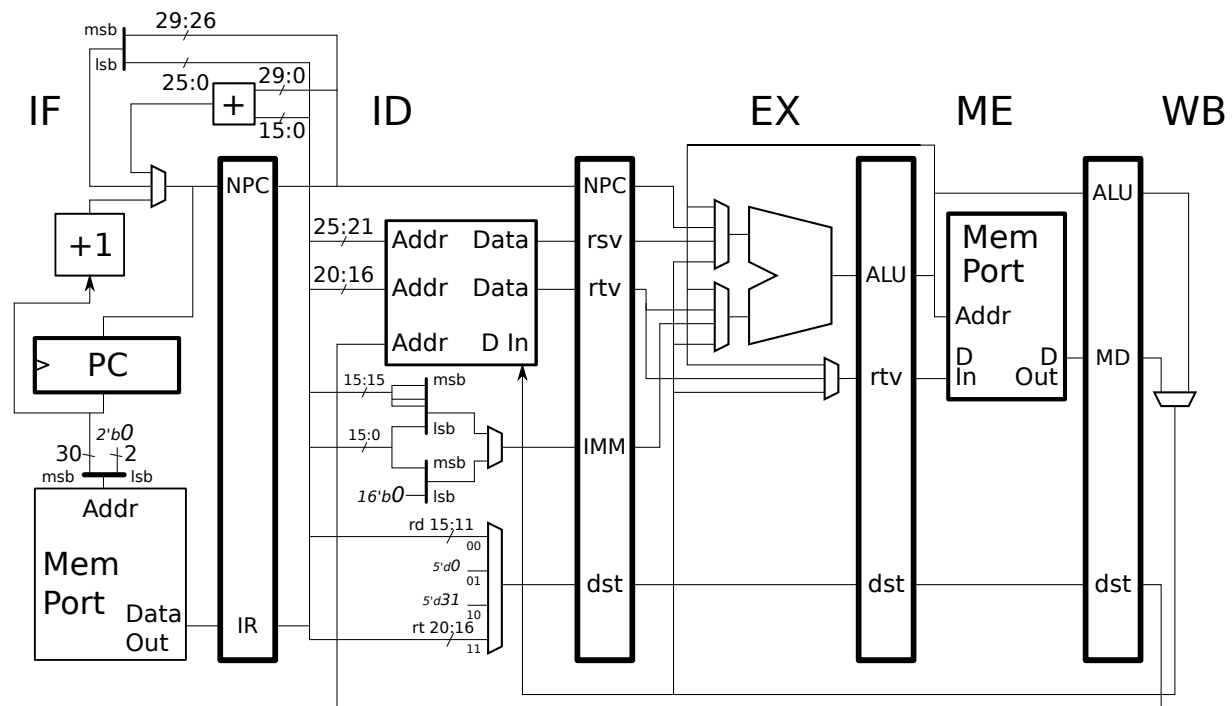 29:26
msb
lsb
25:0
29:0
+
15:0
IF
ID
EX
ME
WB
NPC
+1
PC
2'b0
30
2
msb
lsb
Addr
Mem
Port
Data
Out
IR
25:21
Addr
Data
20:16
Addr
Data
Addr
D In
15:15
msb
lsb
15:0
msb
16'b0
lsb
rd 15:11
00
5'd0
01
5'd31
10
rt 20:16
11
NPC
rsv
rtv
IMM
dst
ALU
rtv
dst
Mem
Port
Addr
D
In
D
Out
ALU
MD
dst